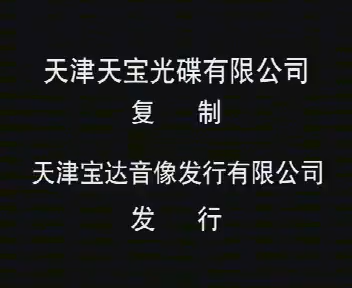 天津天宝光碟有限公司
复 制
天津宝达音像发行有限公司
发 行